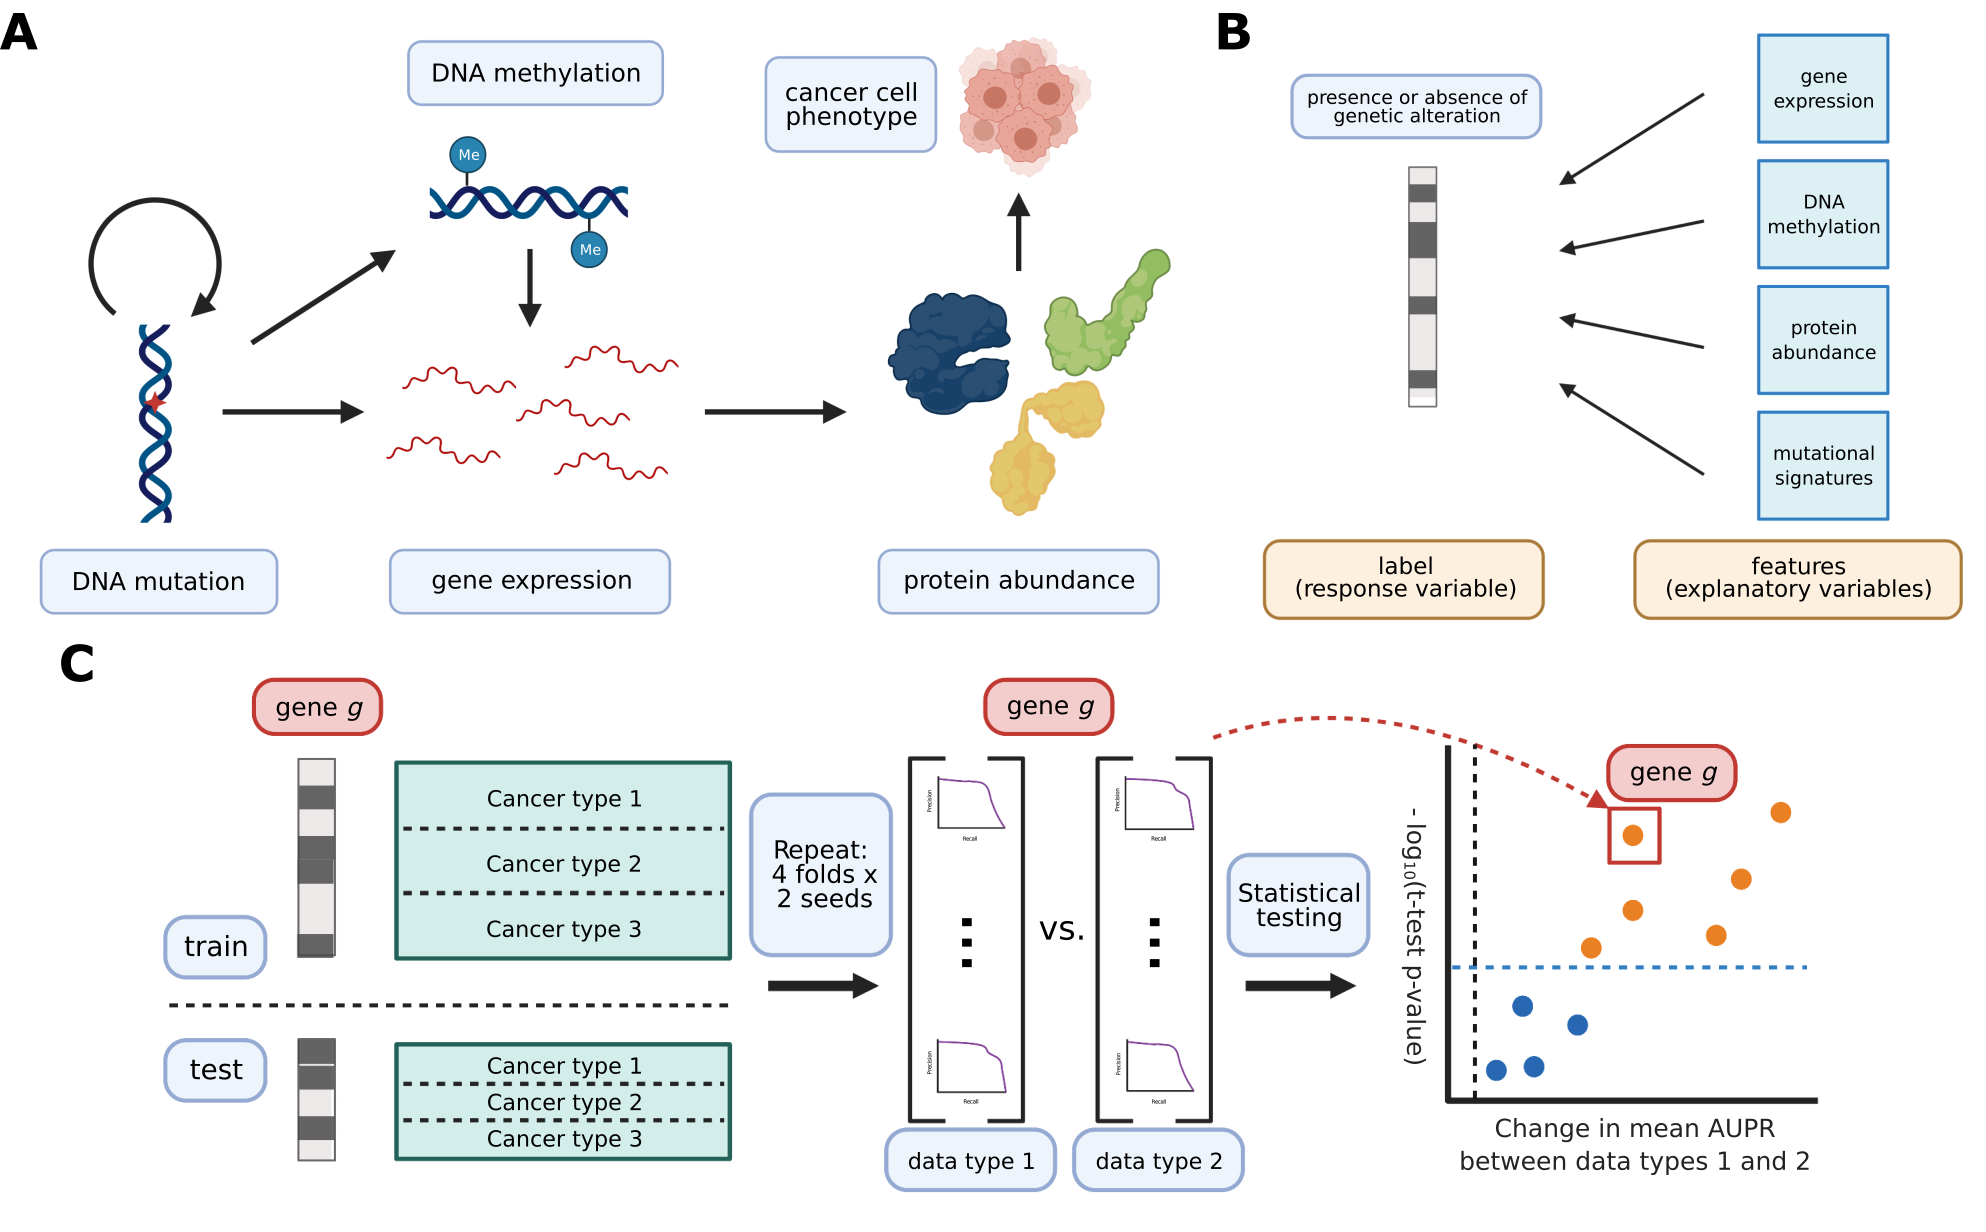 A
DNA methylation
Me
Me
cancer cell
phenotype
DNA mutation
gene expression
protein abundance
B
presence or absence of
genetic alteration
gene
expression
DNA
methylation
protein
abundance
mutational
signatures
label
(response variable)
features
(explanatory variables)
C
gene g
train
Cancer type 1
Cancer type 2
Cancer type 3
test
Cancer type 1
Cancer type 2
Cancer type 3
Repeat:
4 folds x
2 seeds
gene g
Precision
Recall
Precision
Recall
vs.
Precision
Recall
Precision
Recall
data type 1
data type 2
Statistical
testing
gene g
- log₁₀(t-test p-value)
Change in mean AUPR
between data types 1 and 2